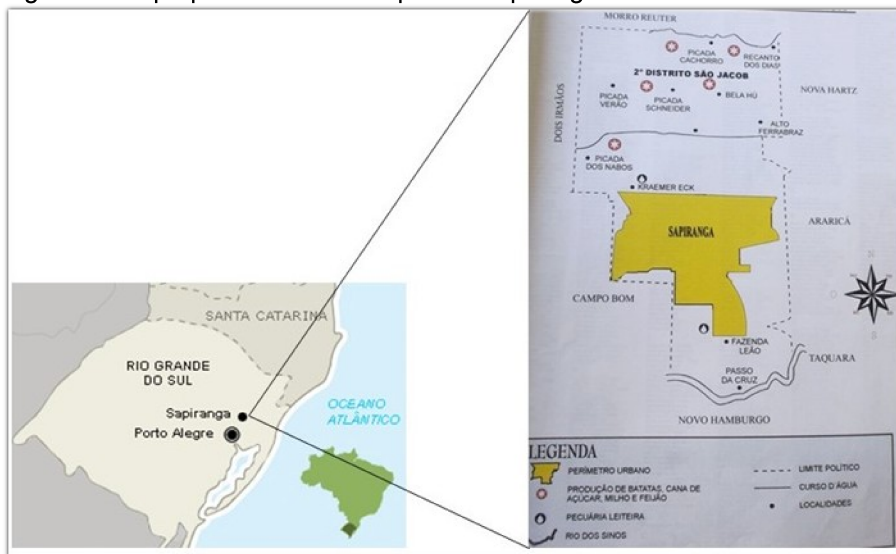 SANTA CATARINA
RIO GRANDE
DO SUL
Sapiranga
Porto Alegre
OCEANO
ATLÂNTICO
MORRO REUTER
PICADA
CACHORRO
RECANTO
DOS DIAS
2º DISTRITO SÃO JACOB
NOVA HARTZ
DOIS IRMÃOS
PICADA
VERÃO
PICADA
SCHNEIDER
BELA HÚ
ALTO
FERRABRAZ
PICADA
DOS NABOS
KRAEMER ECK
SAPIRANGA
ARARICÁ
CAMPO BOM
FAZENDA
LEÃO
TAQUARA
PASSO
DA CRUZ
NOVO HAMBURGO
LEGENDA
PERÍMETRO URBANO
PRODUÇÃO DE BATATAS, CANA DE
AÇUCAR, MILHO E FEIJÃO
PECUÁRIA LEITEIRA
RIO DOS SINOS
LIMITE POLÍTICO
CURSO D'ÁGUA
LOCALIDADES